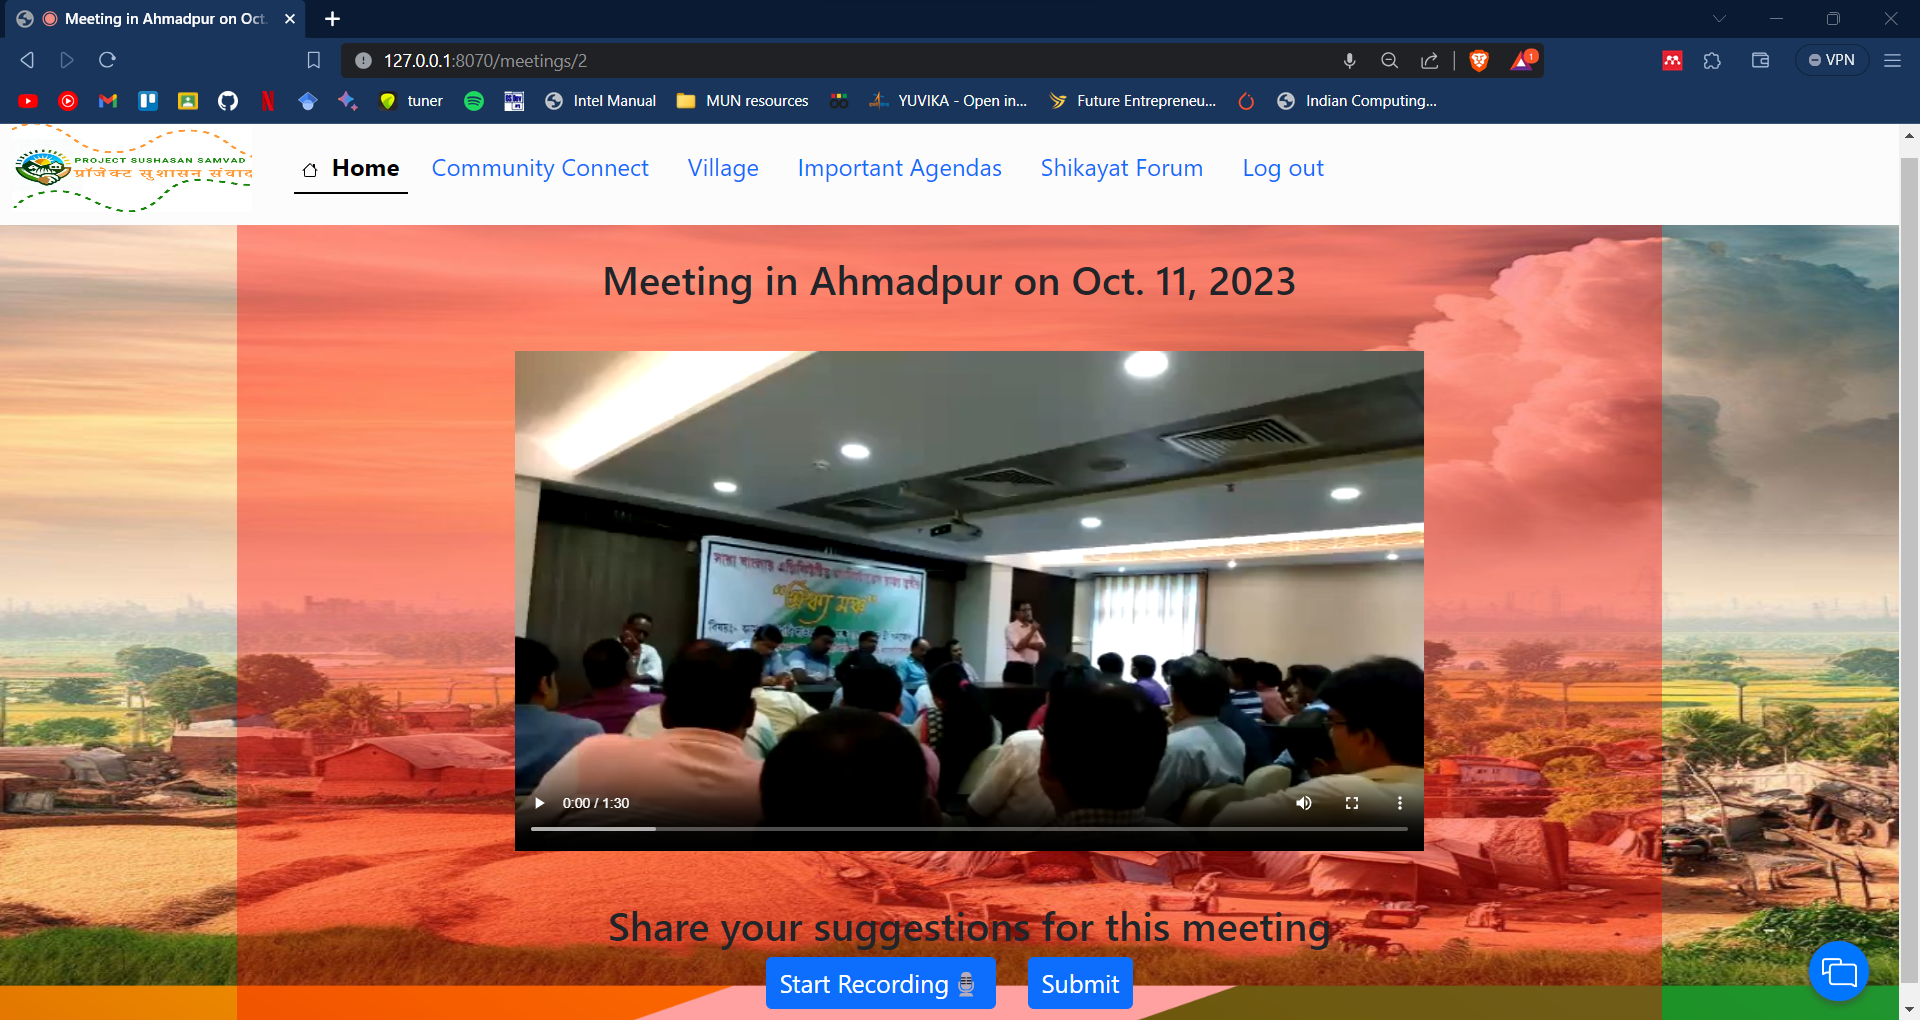 Meeting in Ahmadpur on Oct.
127.0.0.1:8070/meetings/2
1
VPN
tuner
Intel Manual
MUN resources
YUVIKA - Open in...
Future Entrepreneu...
Indian Computing...
PROJECT SUSHASAN SAMVAD
प्रॉजेक्ट सुशासन संवाद
Home
Community Connect
Village
Important Agendas
Shikayat Forum
Log out
Meeting in Ahmadpur on Oct. 11, 2023
0:00 / 1:30
Share your suggestions for this meeting
Start Recording
Submit